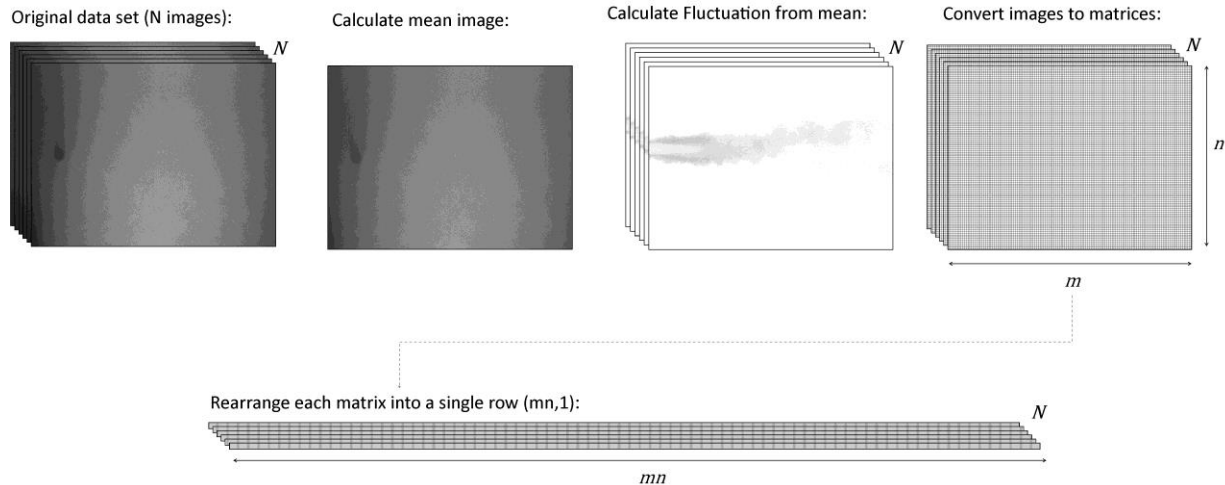 Original data set (N images):
Calculate mean image:
Calculate Fluctuation from mean:
Convert images to matrices:
N
N
N
n
m
Rearrange each matrix into a single row (mn,1):
N
mn